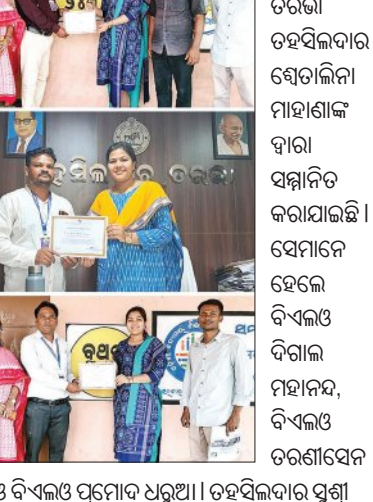 ତରଭା
ତହସିଲଦାର
ଶ୍ୱେତାଲିନା
ମାହାଣାଙ୍କ
ଦ୍ୱାରା
ସମ୍ମାନିତ
କରାଯାଇଛି ।
ସେମାନେ
ହେଲେ
ବିଏଲଓ
ଦିଗାଲ
ମହାନନ୍ଦ,
ବିଏଲଓ
ତରଣୀସେନ
ଓ ବିଏଲଓ ପ୍ରମୋଦ ଧରୁଆ । ତହସିଲଦାର ସୁଶ୍ରୀ
ବୁଥ